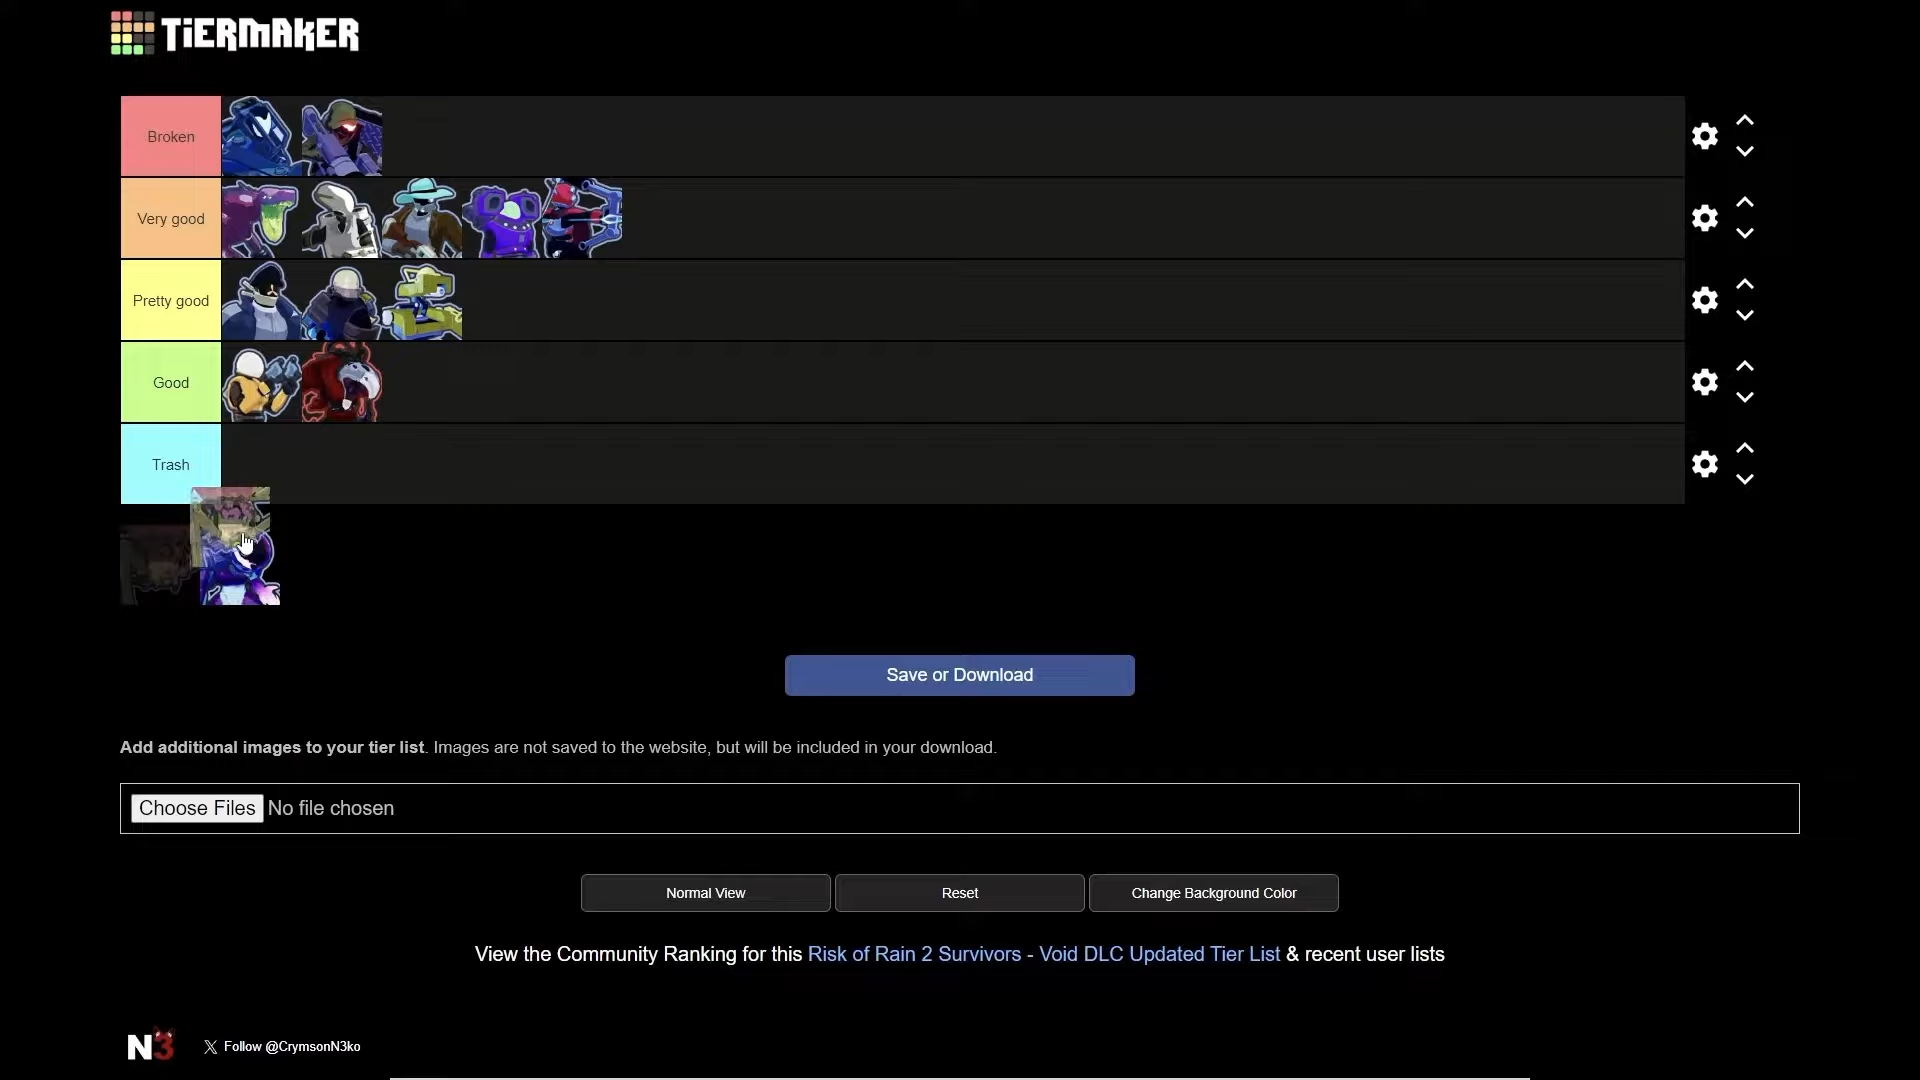 TiERMAKER
Broken
Very good
Pretty good
Good
Trash
Save or Download
Add additional images to your tier list. Images are not saved to the website, but will be included in your download.
Choose Files No file chosen
Normal View
Reset
Change Background Color
View the Community Ranking for this Risk of Rain 2 Survivors - Void DLC Updated Tier List & recent user lists
N3
Follow @CrymsonN3ko